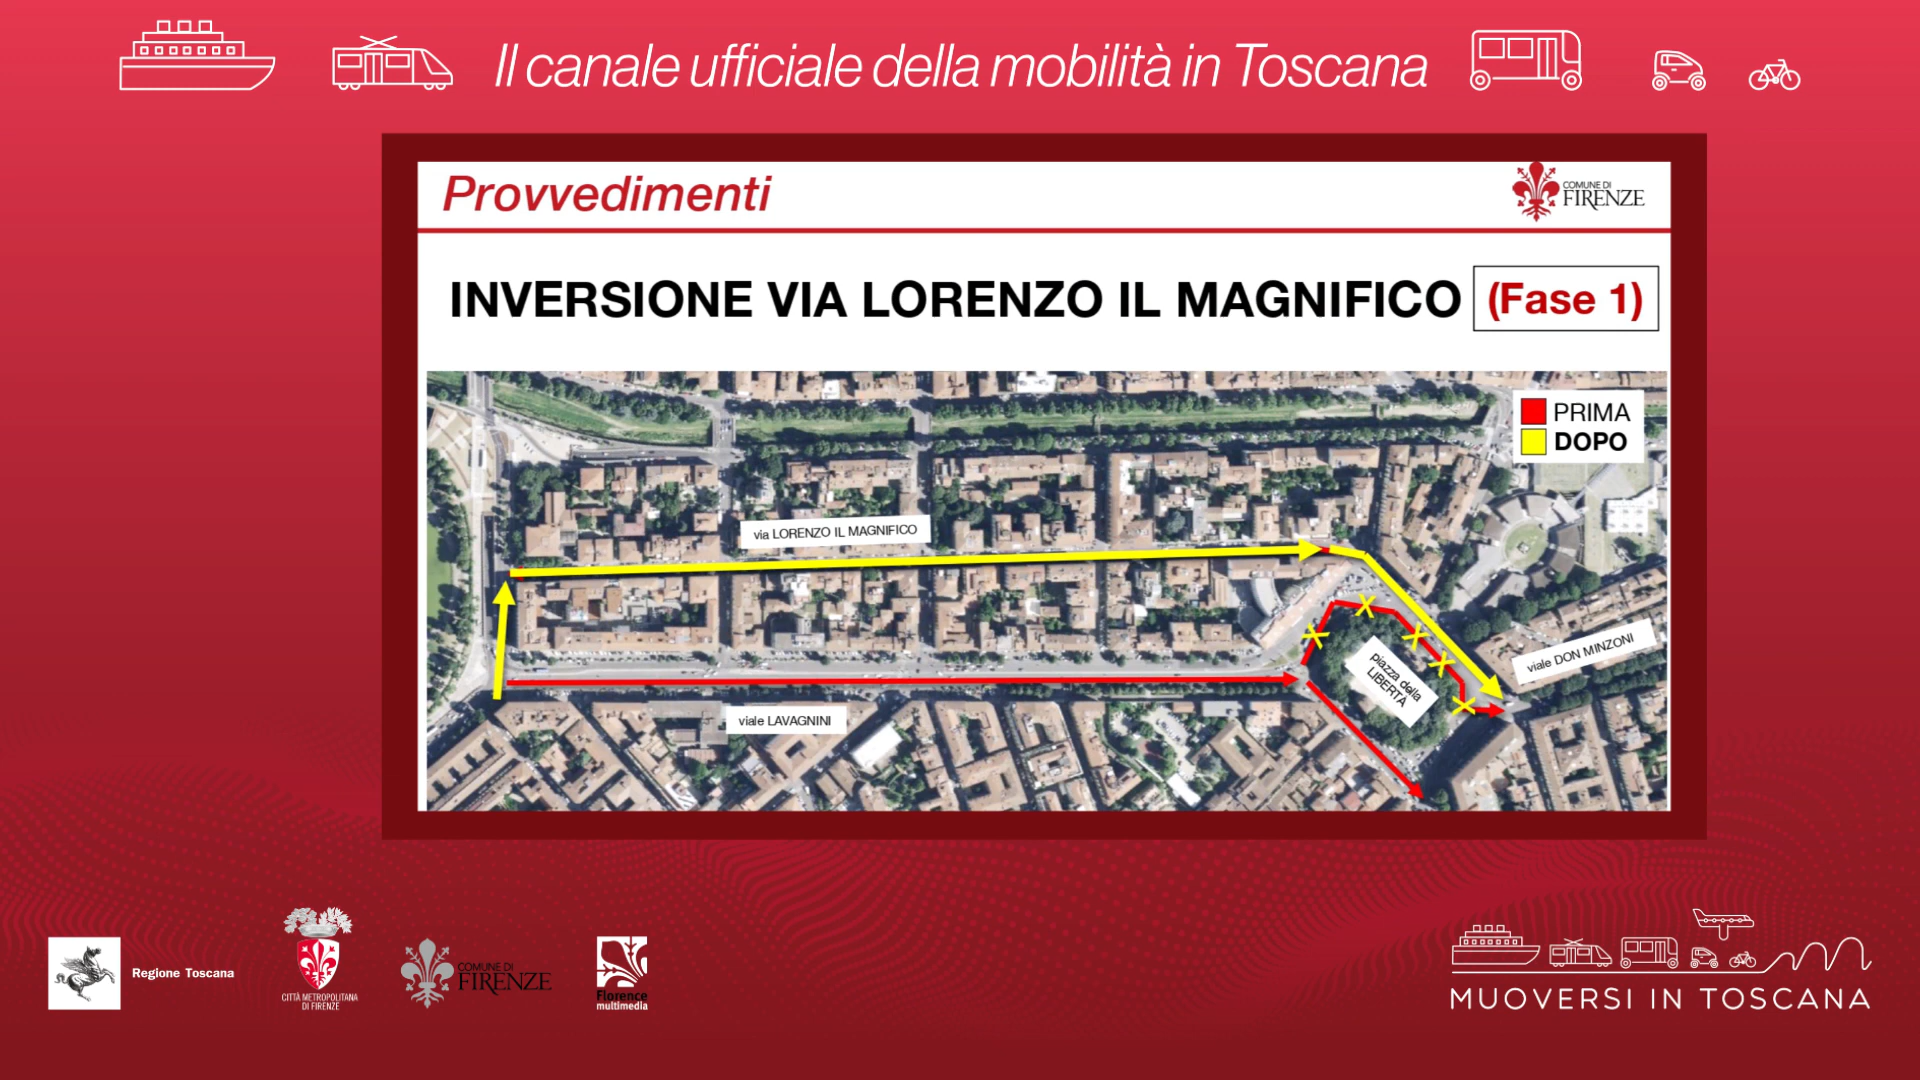 Il canale ufficiale della mobilità in Toscana
Provvedimenti
COMUNE DI
FIRENZE
INVERSIONE VIA LORENZO IL MAGNIFICO (Fase 1)
PRIMA
DOPO
via LORENZO IL MAGNIFICO
viale DON MINZONI
piazza della
LIBERTÀ
viale LAVAGNINI
Regione Toscana
CITTÀ METROPOLITANA
DI FIRENZE
COMUNE DI
FIRENZE
Florence
multimedia
MUOVERSI IN TOSCANA